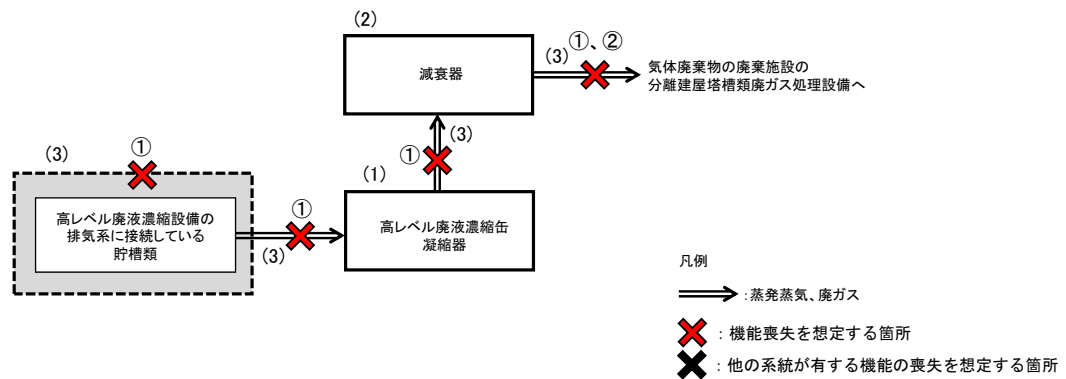 (2)
減衰器
(3)
①、②
気体廃棄物の廃棄施設の
分離建屋塔槽類廃ガス処理設備へ
(3)
①
(3)
①
高レベル廃液濃縮設備の
排気系に接続している
貯槽類
①
(3)
(1)
高レベル廃液濃縮缶
凝縮器
凡例
:蒸発蒸気、廃ガス
:機能喪失を想定する箇所
:他の系統が有する機能の喪失を想定する箇所